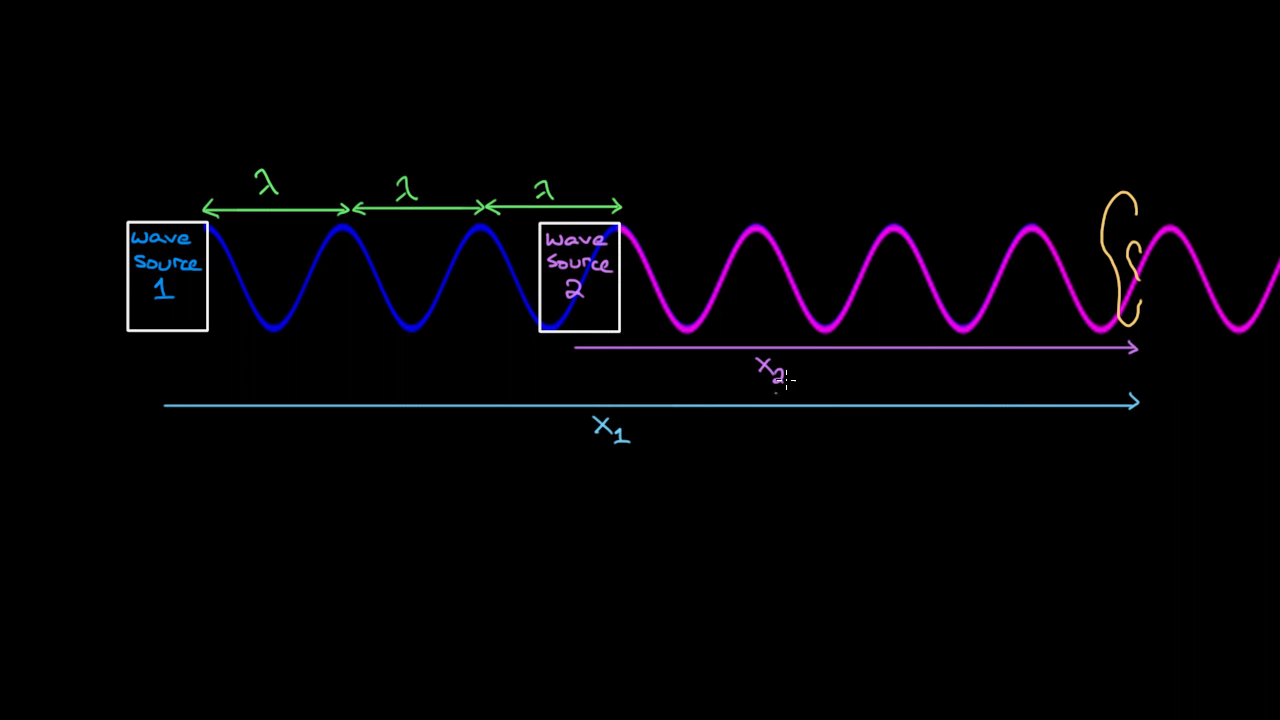 λ λ λ
Wave
Source
1
Wave
Source
2
x₂
x₁